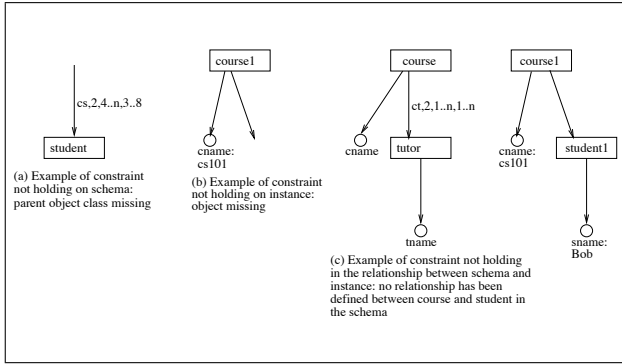 course1
course
course1
cs,2,4..n,3..8
ct,2,1..n,1..n
student
cname:
cs101
cname
tutor
cname:
cs101
student1
(a) Example of constraint
not holding on schema:
parent object class missing
(b) Example of constraint
not holding on instance:
object missing
tname
sname:
Bob
(c) Example of constraint not holding
in the relationship between schema and
instance: no relationship has been
defined between course and student in
the schema